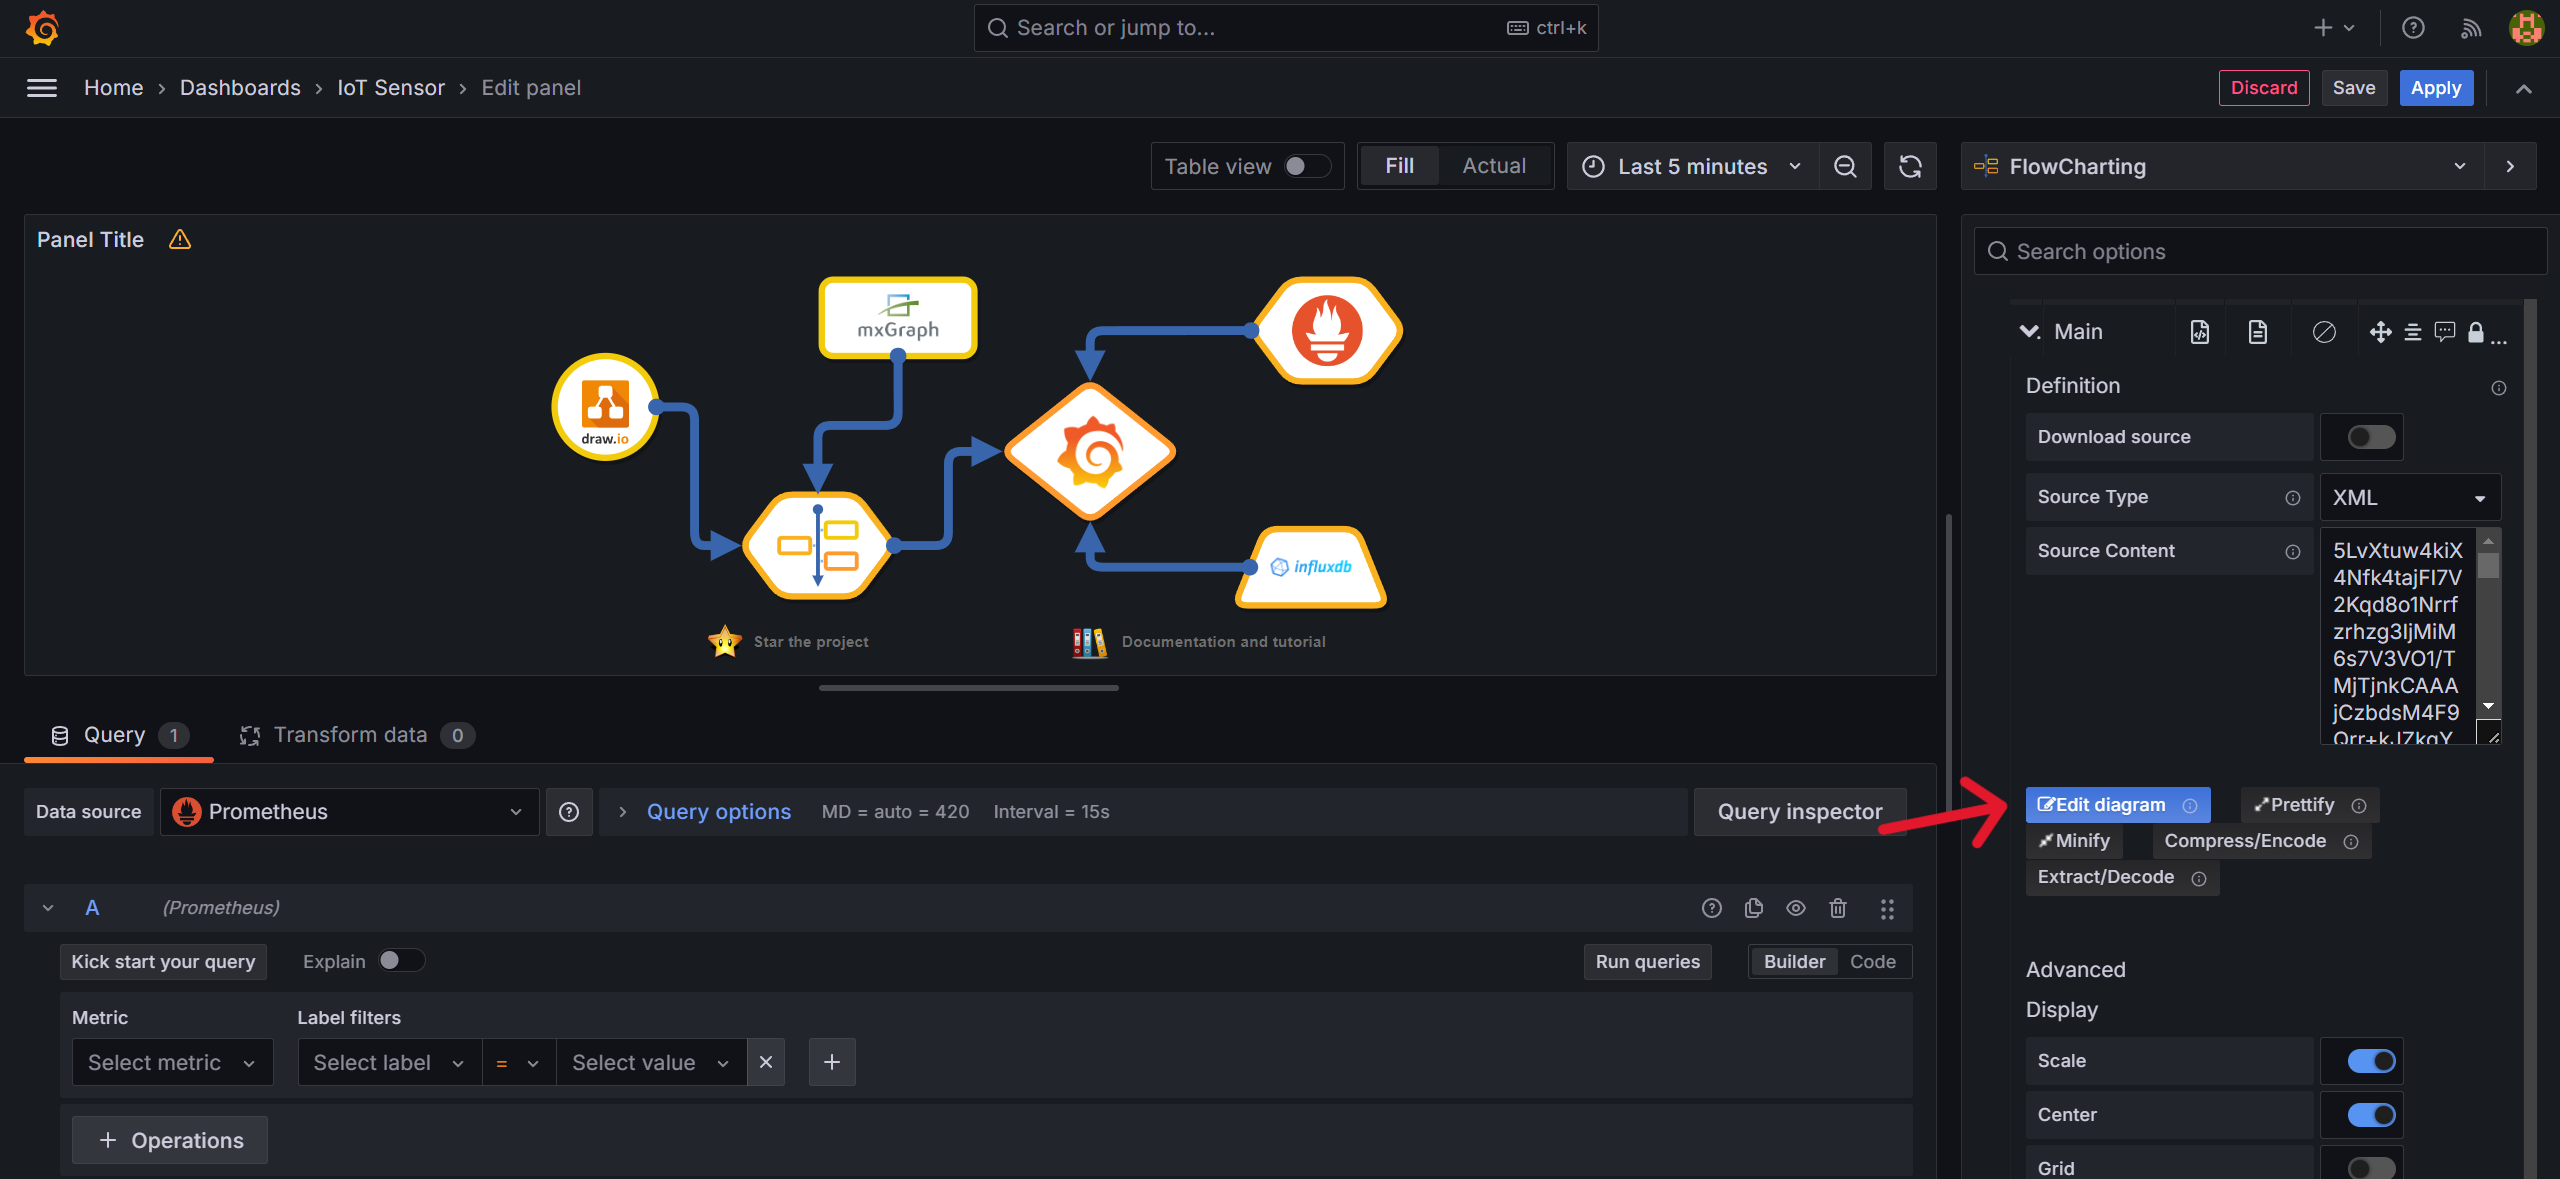 Search or jump to...
ctrl+k
Home
Dashboards
IoT Sensor
Edit panel
Discard
Save
Apply
Table view
Fill
Actual
Last 5 minutes
FlowCharting
Panel Title
mxGraph
draw.io
influxdb
Star the project
Documentation and tutorial
Search options
Main
...
Definition
Download source
Source Type
XML
Source Content
5LvXtuw4kiX
4Nfk4tajFI7V
2Kqd8o1Nrrf
zrhzg3IjMiM
6s7V3VO1/T
MjTjnkCAAA
jCzbdsM4F9
Edit diagram
Prettify
Minify
Compress/Encode
Extract/Decode
Advanced
Display
Scale
Center
Grid
Query 1
Transform data 0
Data source
Prometheus
Query options
MD = auto = 420
Interval = 15s
Query inspector
A
(Prometheus)
Kick start your query
Explain
Run queries
Builder
Code
Metric
Label filters
Select metric
Select label
=
Select value
+ Operations